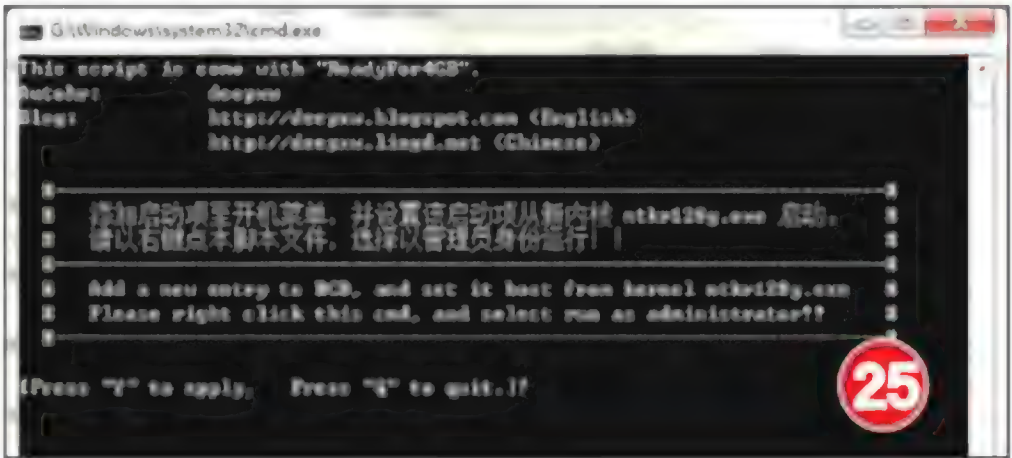 G:\Windows\system32\cmd.exe
This script is come with "ReadyFor4GB".
deepxw
Blog: http://deepxw.blogspot.com (English)
http://deepxw.lingd.net (Chinese)
添加启动项至开机菜单，并设置该启动项从新内核 ntkr128g.exe 启动。
请以右键点本脚本文件，选择以管理员身份运行！！
Add a new entry to BCD, and set it boot from kernel ntkr128g.exe
Please right click this cmd, and select run as administrator!!
(Press "Y" to apply, Press "Q" to quit.)?
25